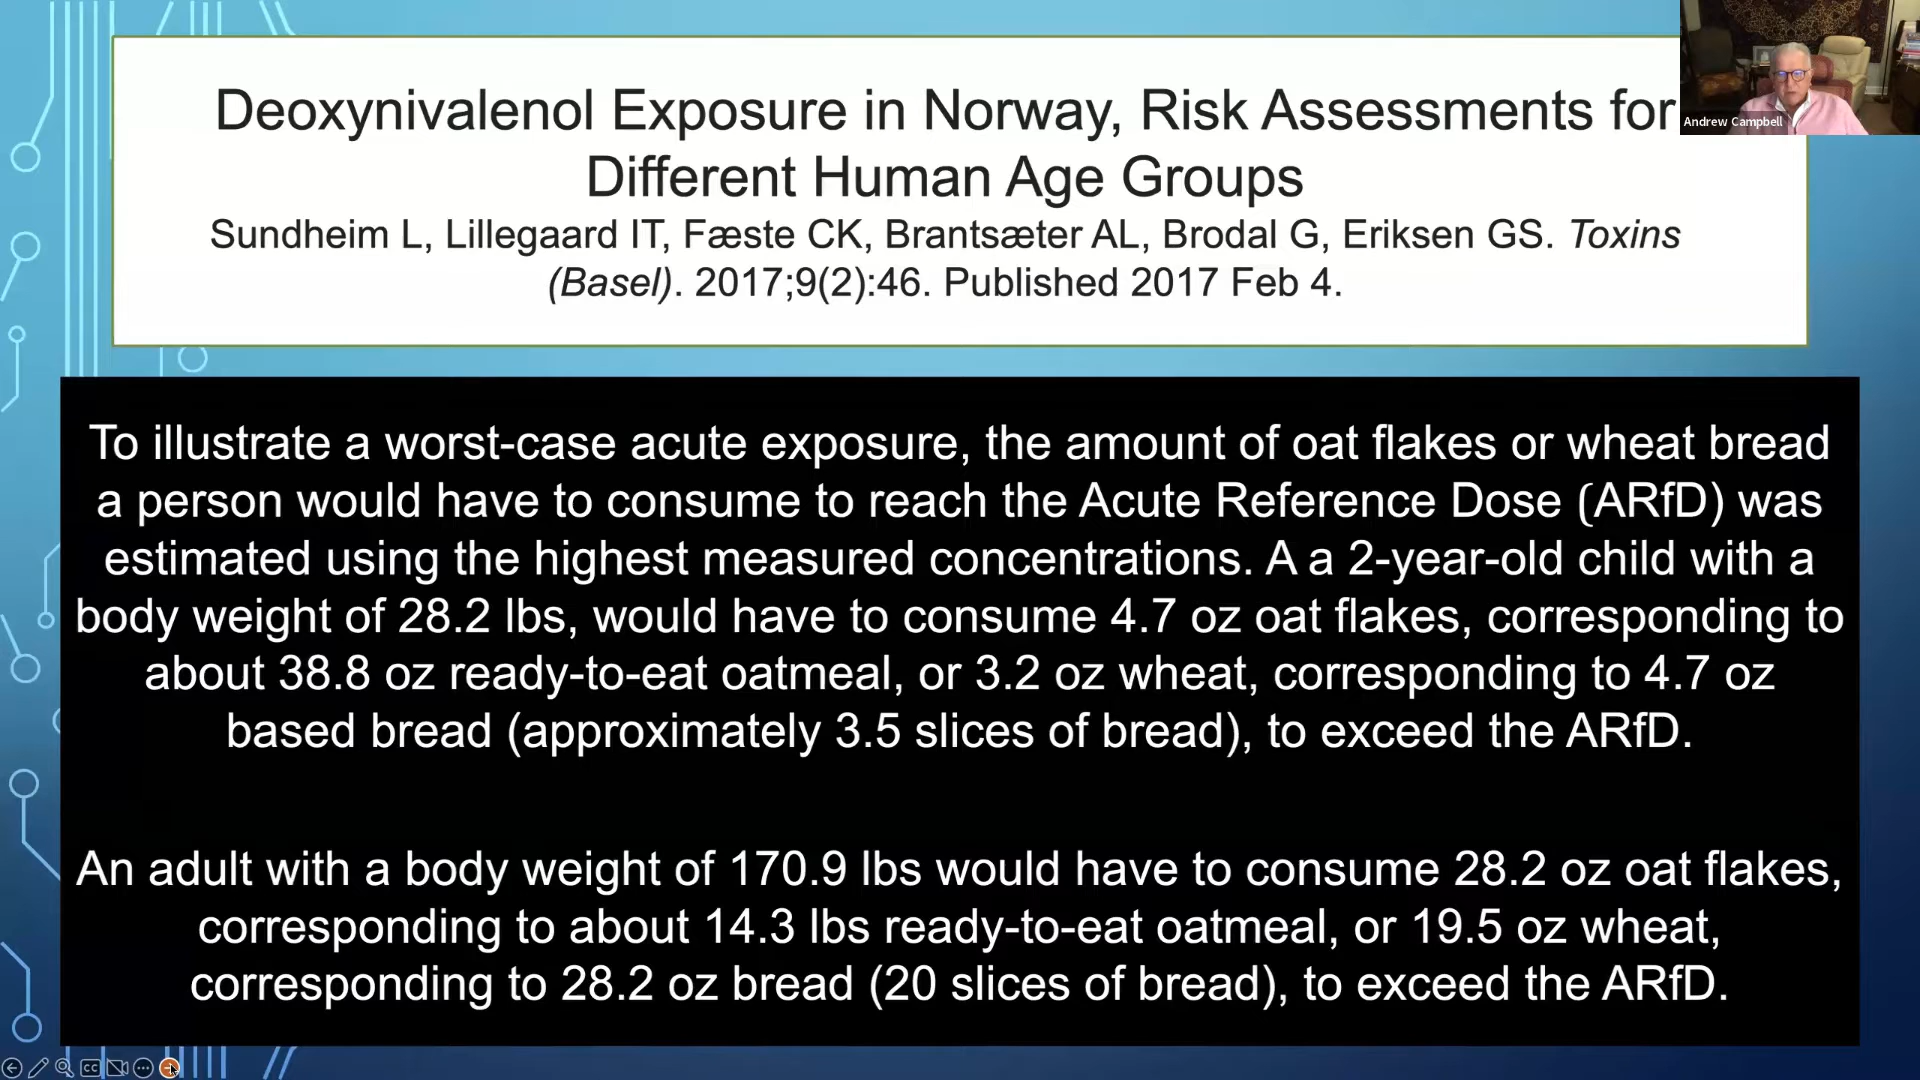 Deoxynivalenol Exposure in Norway, Risk Assessments for
Different Human Age Groups
Sundheim L, Lillegaard IT, Fæste CK, Brantsæter AL, Brodal G, Eriksen GS. Toxins
(Basel). 2017;9(2):46. Published 2017 Feb 4.
Andrew Campbell
To illustrate a worst-case acute exposure, the amount of oat flakes or wheat bread
a person would have to consume to reach the Acute Reference Dose (ARfD) was
estimated using the highest measured concentrations. A a 2-year-old child with a
body weight of 28.2 lbs, would have to consume 4.7 oz oat flakes, corresponding to
about 38.8 oz ready-to-eat oatmeal, or 3.2 oz wheat, corresponding to 4.7 oz
based bread (approximately 3.5 slices of bread), to exceed the ARfD.
An adult with a body weight of 170.9 lbs would have to consume 28.2 oz oat flakes,
corresponding to about 14.3 lbs ready-to-eat oatmeal, or 19.5 oz wheat,
corresponding to 28.2 oz bread (20 slices of bread), to exceed the ARfD.
CC